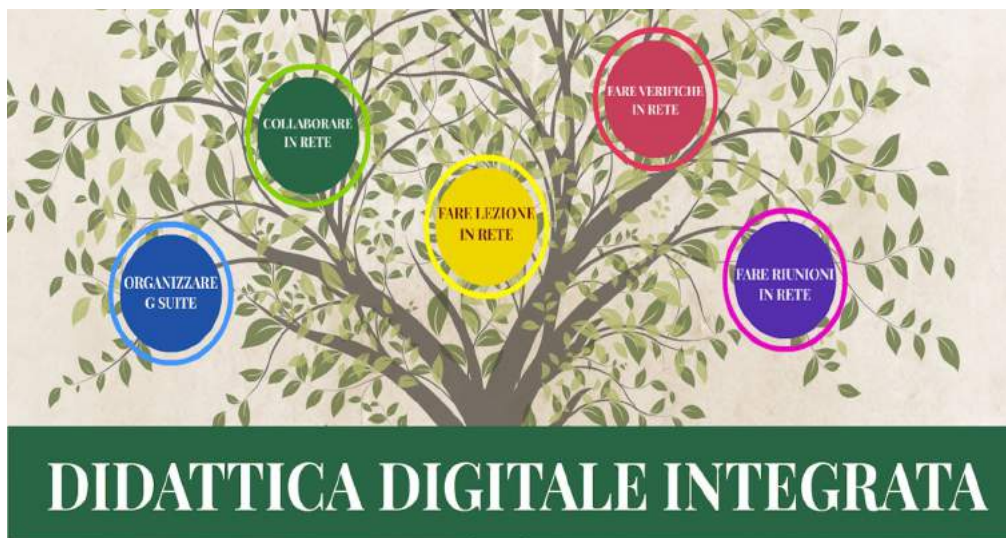 COLLABORARE
IN RETE
FARE VERIFICHE
IN RETE
FARE LEZIONE
IN RETE
ORGANIZZARE
G SUITE
FARE RIUNIONI
IN RETE
DIDATTICA DIGITALE INTEGRATA